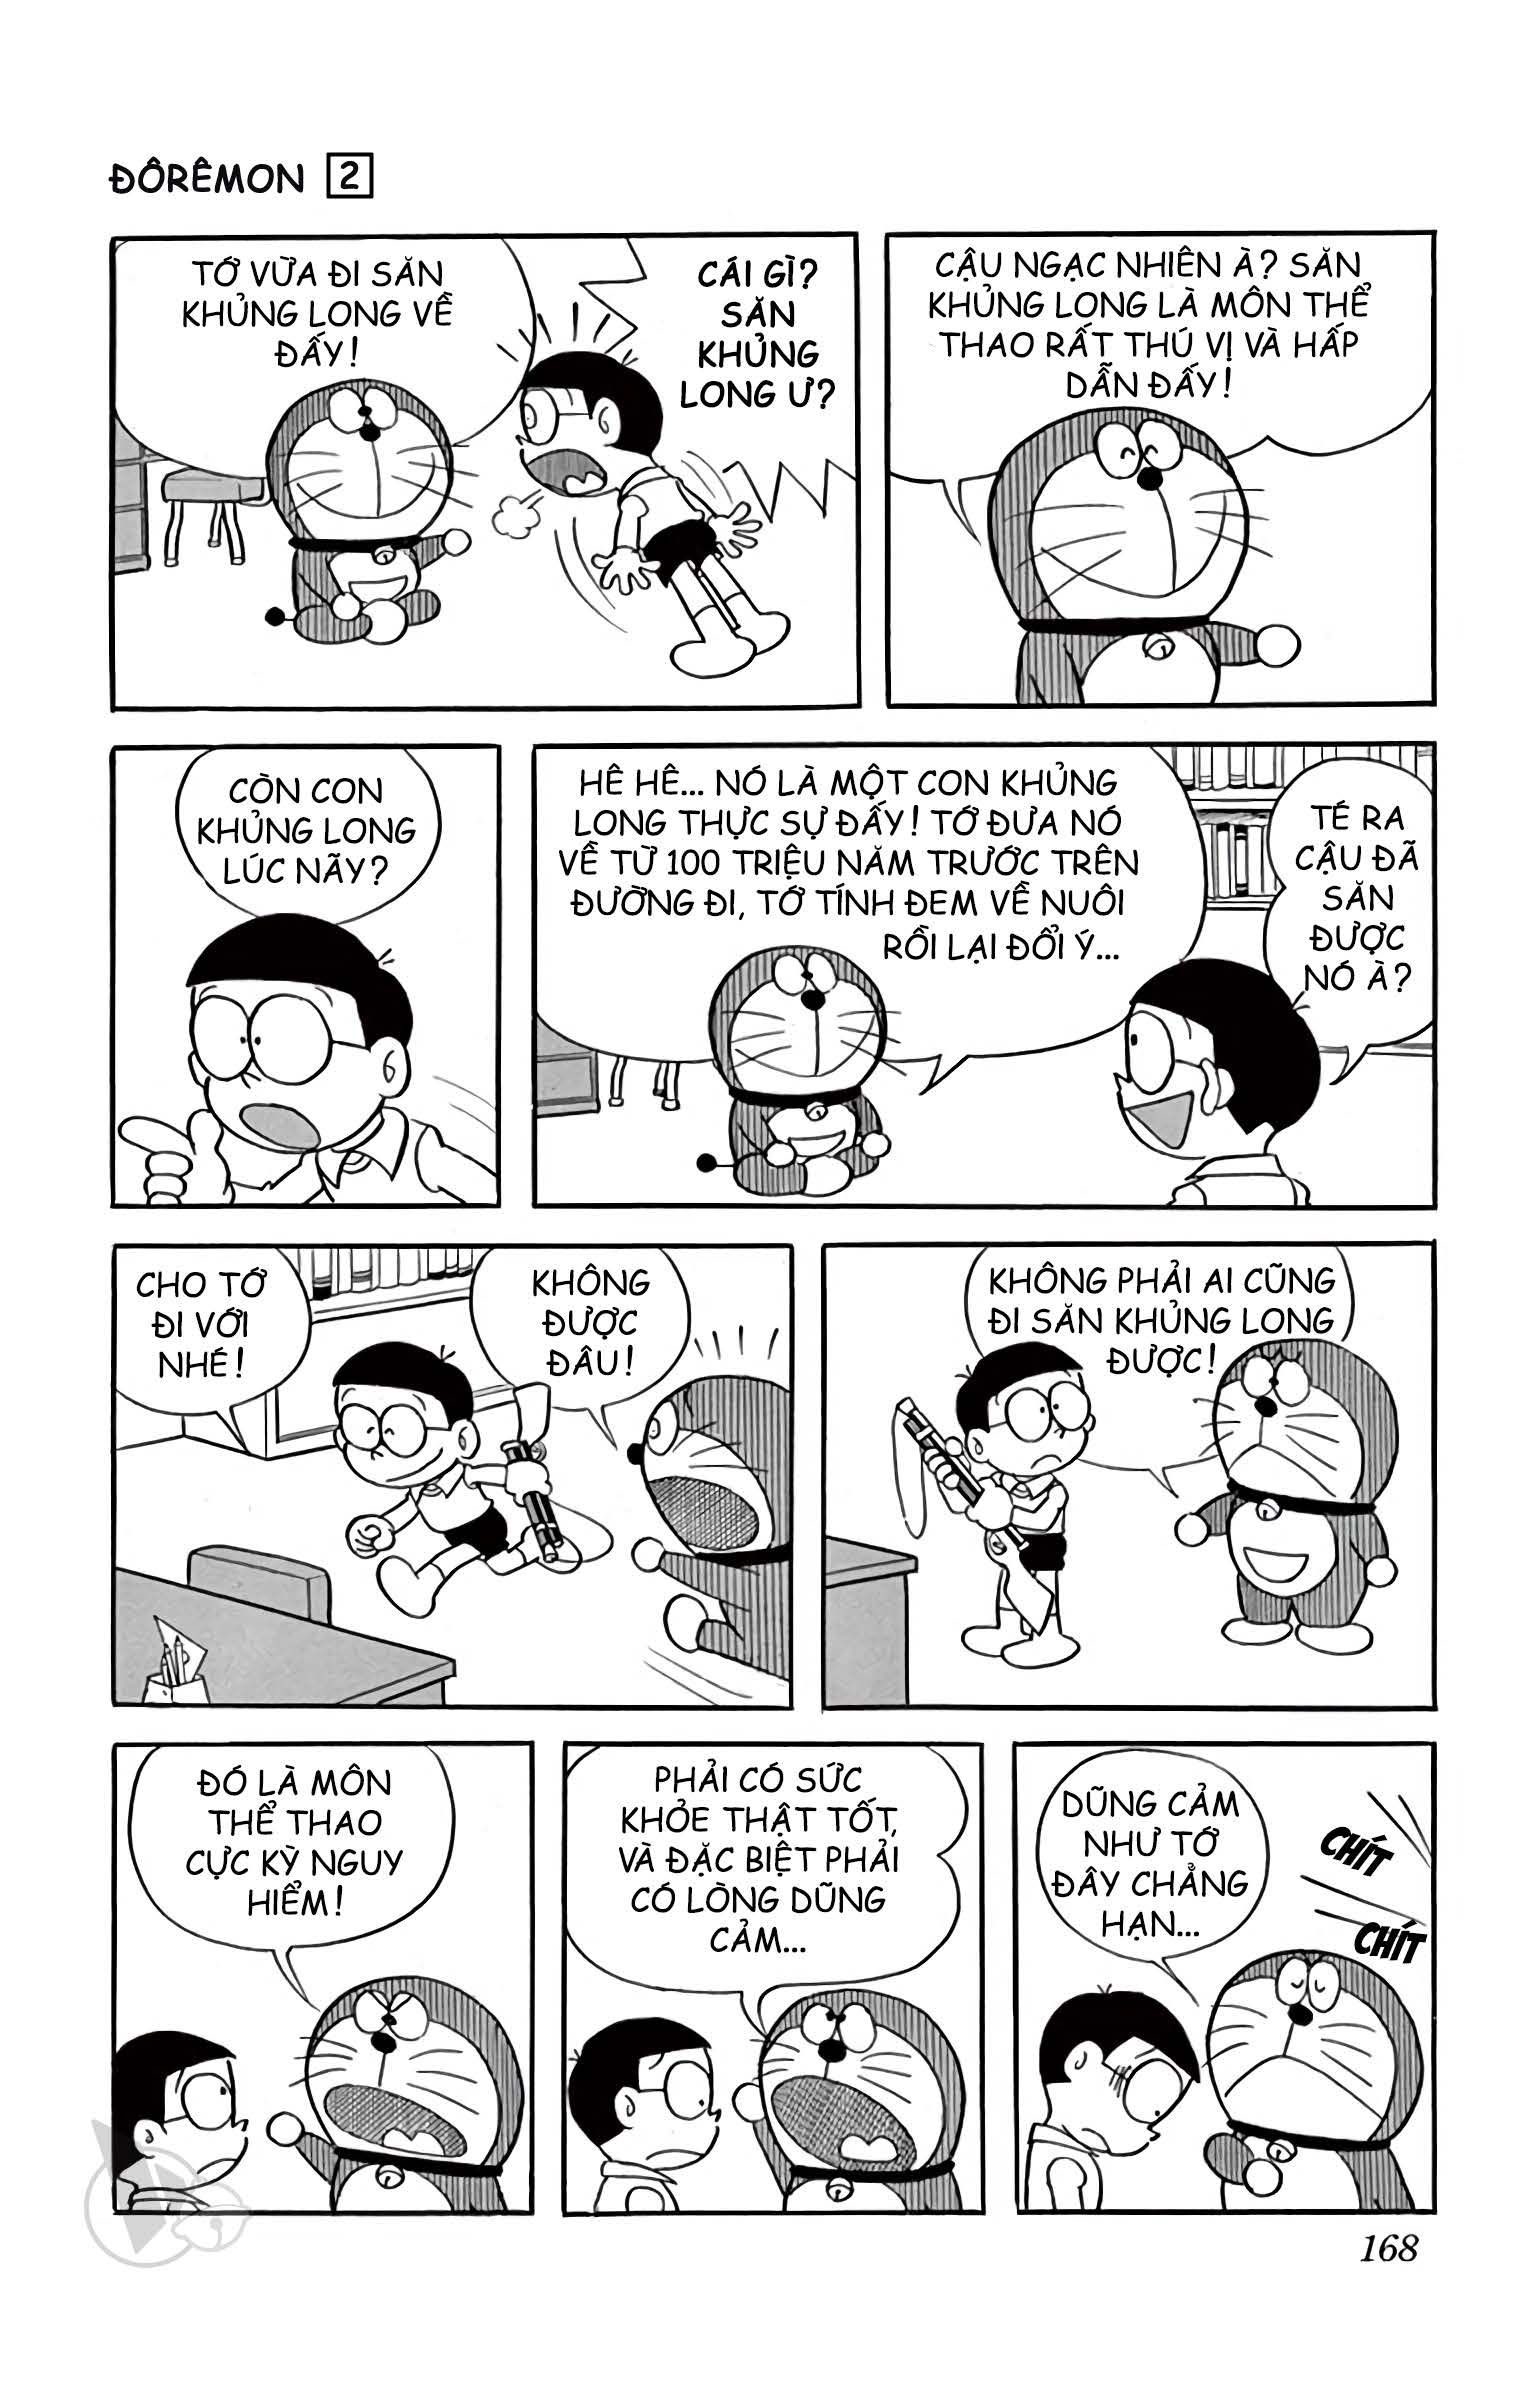 ĐÔRÊMON 2
TỚ VỪA ĐI SĂN
KHỦNG LONG VỀ
ĐẤY!
CÁI GÌ?
SĂN
KHỦNG
LONG Ư?
CẬU NGẠC NHIÊN À? SĂN
KHỦNG LONG LÀ MÔN THỂ
THAO RẤT THÚ VỊ VÀ HẤP
DẪN ĐẤY!
CÒN CON
KHỦNG LONG
LÚC NÃY?
HÊ HÊ... NÓ LÀ MỘT CON KHỦNG
LONG THỰC SỰ ĐẤY! TỚ ĐƯA NÓ
VỀ TỪ 100 TRIỆU NĂM TRƯỚC TRÊN
ĐƯỜNG ĐI, TỚ TÍNH ĐEM VỀ NUÔI
RỒI LẠI ĐỔI Ý...
TÉ RA
CẬU ĐÃ
SĂN
ĐƯỢC
NÓ À?
CHO TỚ
ĐI VỚI
NHÉ!
KHÔNG
ĐƯỢC
ĐÂU!
KHÔNG PHẢI AI CŨNG
ĐI SĂN KHỦNG LONG
ĐƯỢC!
ĐÓ LÀ MÔN
THỂ THAO
CỰC KỲ NGUY
HIỂM!
PHẢI CÓ SỨC
KHỎE THẬT TỐT,
VÀ ĐẶC BIỆT PHẢI
CÓ LÒNG DŨNG
CẢM...
DŨNG CẢM
NHƯ TỚ
ĐÂY CHẲNG
HẠN...
CHÍT
CHÍT
168